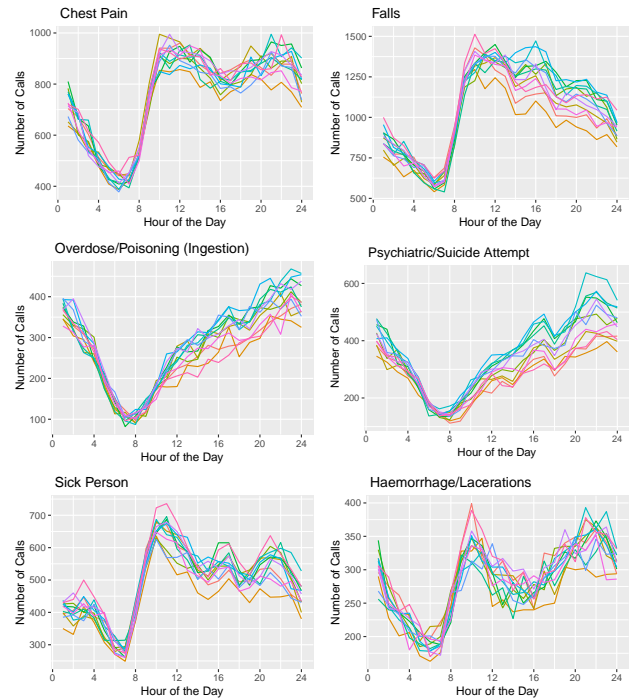 Chest Pain
Number of Calls
1000
800
600
400
0 4 8 12 16 20 24
Hour of the Day
Falls
Number of Calls
1500
1250
1000
750
500
0 4 8 12 16 20 24
Hour of the Day
Overdose/Poisoning (Ingestion)
Number of Calls
400
300
200
100
0 4 8 12 16 20 24
Hour of the Day
Psychiatric/Suicide Attempt
Number of Calls
600
400
200
0 4 8 12 16 20 24
Hour of the Day
Sick Person
Number of Calls
700
600
500
400
300
0 4 8 12 16 20 24
Hour of the Day
Haemorrhage/Lacerations
Number of Calls
400
350
300
250
200
0 4 8 12 16 20 24
Hour of the Day